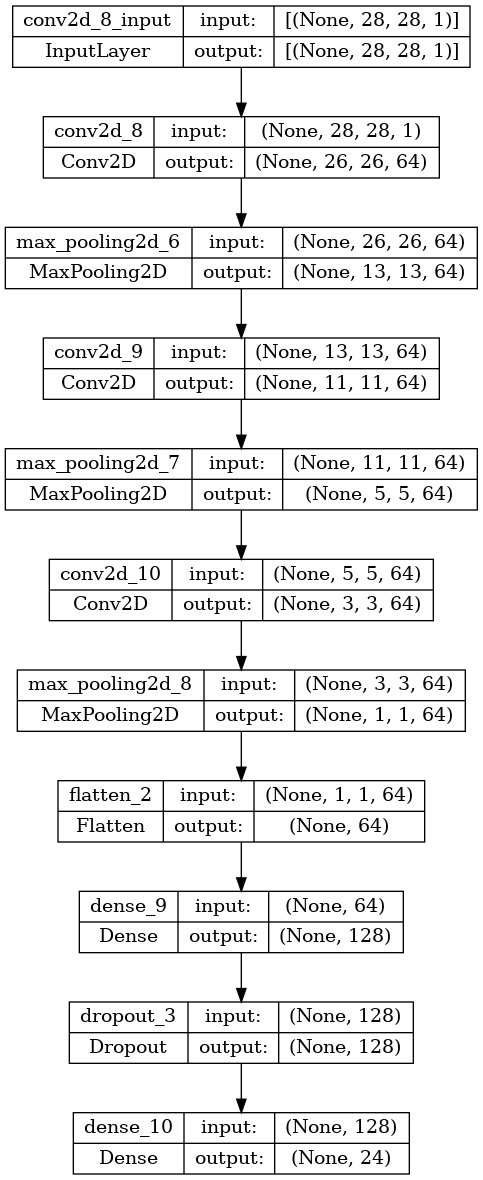 conv2d_8_input input: [(None, 28, 28, 1)]
InputLayer output: [(None, 28, 28, 1)]
conv2d_8 input: (None, 28, 28, 1)
Conv2D output: (None, 26, 26, 64)
max_pooling2d_6 input: (None, 26, 26, 64)
MaxPooling2D output: (None, 13, 13, 64)
conv2d_9 input: (None, 13, 13, 64)
Conv2D output: (None, 11, 11, 64)
max_pooling2d_7 input: (None, 11, 11, 64)
MaxPooling2D output: (None, 5, 5, 64)
conv2d_10 input: (None, 5, 5, 64)
Conv2D output: (None, 3, 3, 64)
max_pooling2d_8 input: (None, 3, 3, 64)
MaxPooling2D output: (None, 1, 1, 64)
flatten_2 input: (None, 1, 1, 64)
Flatten output: (None, 64)
dense_9 input: (None, 64)
Dense output: (None, 128)
dropout_3 input: (None, 128)
Dropout output: (None, 128)
dense_10 input: (None, 128)
Dense output: (None, 24)